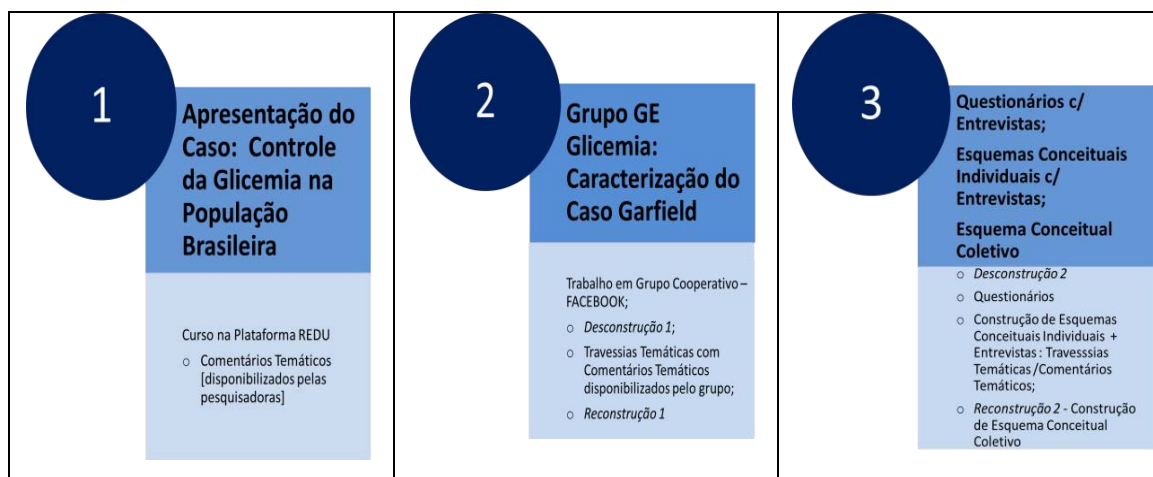 1
Apresentação do
Caso: Controle
da Glicemia na
População
Brasileira
Curso na Plataforma REDU
o Comentários Temáticos
[disponibilizados pelas
pesquisadoras]
2
Grupo GE
Glicemia:
Caracterização do
Caso Garfield
Trabalho em Grupo Cooperativo –
FACEBOOK;
o Desconstrução 1;
o Travessias Temáticas com
Comentários Temáticos
disponibilizados pelo grupo;
o Reconstrução 1
3
Questionários c/
Entrevistas;
Esquemas Conceituais
Individuais c/
Entrevistas;
Esquema Conceitual
Coletivo
o Desconstrução 2
o Questionários
o Construção de Esquemas
Conceituais Individuais +
Entrevistas : Travesssias
Temáticas /Comentários
Temáticos;
o Reconstrução 2 - Construção
de Esquema Conceitual
Coletivo